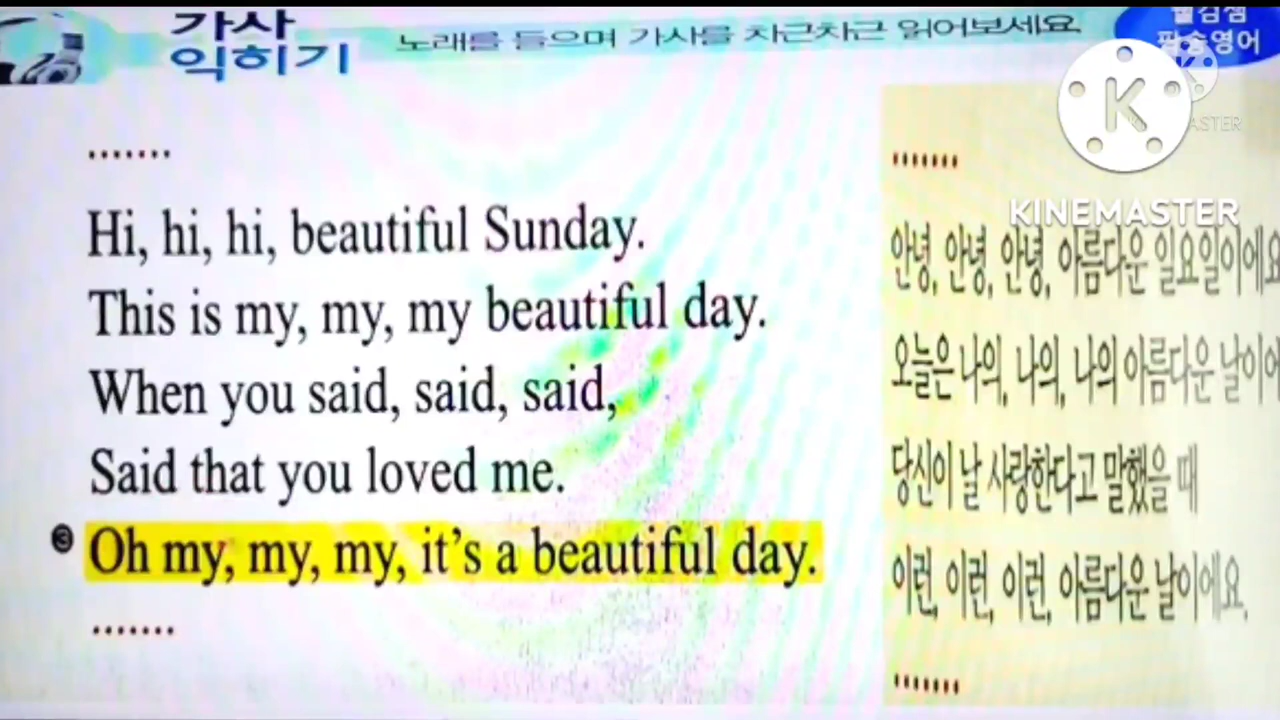 가사
익히기
노래를 들으며 가사를 차근차근 읽어보세요
팝송영어
KINEMASTER
.......
Hi, hi, hi, beautiful Sunday.
This is my, my, my beautiful day.
When you said, said, said,
Said that you loved me.
❸ Oh my, my, my, it's a beautiful day.
.......
.......
안녕, 안녕, 안녕, 아름다운 일요일이에요
오늘은 나의, 나의, 나의 아름다운
당신이 날 사랑한다고 말했을 때
이런, 이런, 이런, 아름다운 날이에요.
.......